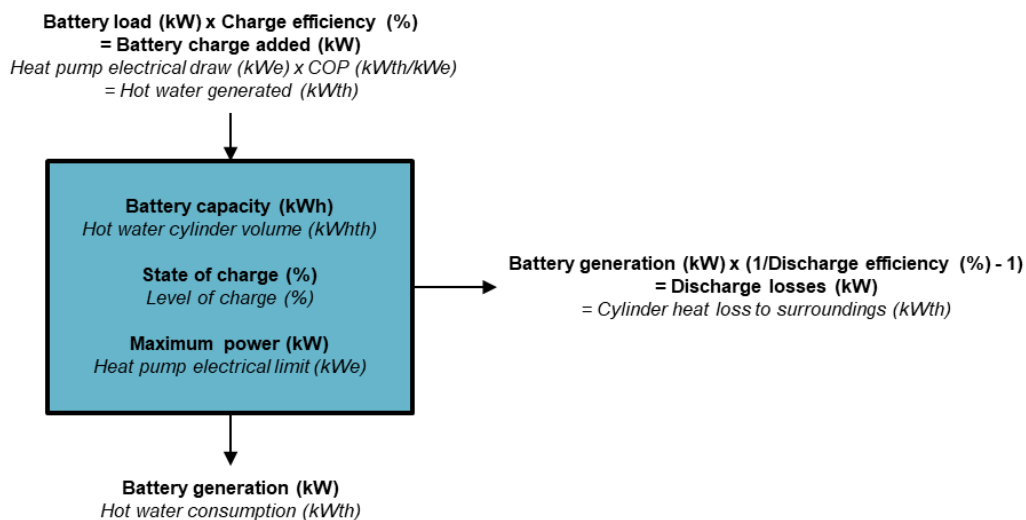 Battery load (kW) x Charge efficiency (%)
= Battery charge added (kW)
Heat pump electrical draw (kWe) x COP (kWth/kWe)
= Hot water generated (kWth)
Battery capacity (kWh)
Hot water cylinder volume (kWhth)
State of charge (%)
Level of charge (%)
Maximum power (kW)
Heat pump electrical limit (kWe)
Battery generation (kW) x (1/Discharge efficiency (%) - 1)
= Discharge losses (kW)
= Cylinder heat loss to surroundings (kWth)
Battery generation (kW)
Hot water consumption (kWth)